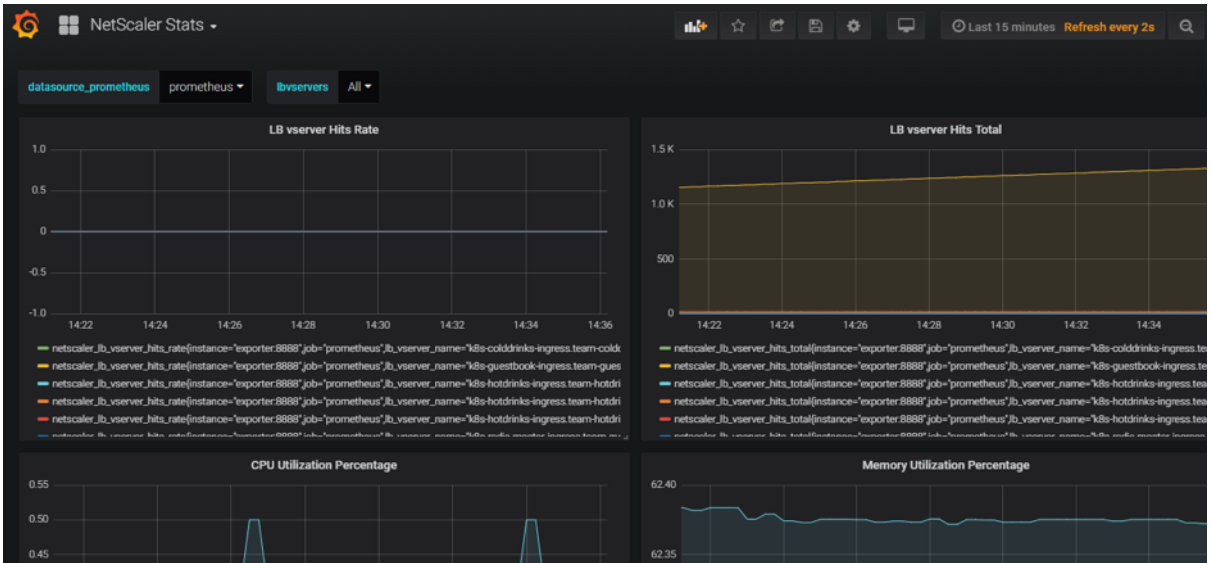 NetScaler Stats
Last 15 minutes Refresh every 2s
datasource_prometheus prometheus lbvservers All
LB vserver Hits Rate
1.0
0.5
0
-0.5
-1.0
14:22 14:24 14:26 14:28 14:30 14:32 14:34 14:36
netscaler_lb_vserver_hits_rate{instance="exporter:8888",job="prometheus",lb_vserver_name="k8s-colddrinks-ingress.team-coldd
netscaler_lb_vserver_hits_rate{instance="exporter:8888",job="prometheus",lb_vserver_name="k8s-guestbook-ingress.team-gues
netscaler_lb_vserver_hits_rate{instance="exporter:8888",job="prometheus",lb_vserver_name="k8s-hotdrinks-ingress.team-hotdri
netscaler_lb_vserver_hits_rate{instance="exporter:8888",job="prometheus",lb_vserver_name="k8s-hotdrinks-ingress.team-hotdri
netscaler_lb_vserver_hits_rate{instance="exporter:8888",job="prometheus",lb_vserver_name="k8s-hotdrinks-ingress.team-hotdri
LB vserver Hits Total
1.5 K
1.0 K
500
0
14:22 14:24 14:26 14:28 14:30 14:32 14:34
netscaler_lb_vserver_hits_total{instance="exporter:8888",job="prometheus",lb_vserver_name="k8s-colddrinks-ingress.te
netscaler_lb_vserver_hits_total{instance="exporter:8888",job="prometheus",lb_vserver_name="k8s-guestbook-ingress.te
netscaler_lb_vserver_hits_total{instance="exporter:8888",job="prometheus",lb_vserver_name="k8s-hotdrinks-ingress.tea
netscaler_lb_vserver_hits_total{instance="exporter:8888",job="prometheus",lb_vserver_name="k8s-hotdrinks-ingress.tea
netscaler_lb_vserver_hits_total{instance="exporter:8888",job="prometheus",lb_vserver_name="k8s-hotdrinks-ingress.tea
CPU Utilization Percentage
0.55
0.50
0.45
Memory Utilization Percentage
62.40
62.35